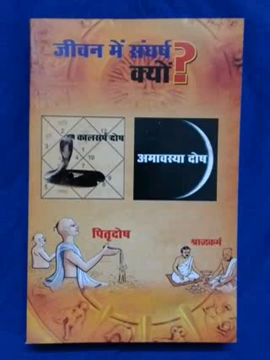 जीवन में संघर्ष
क्यों?
कालसर्प दोष
अमावस्या दोष
पितृदोष
श्राद्धकर्म